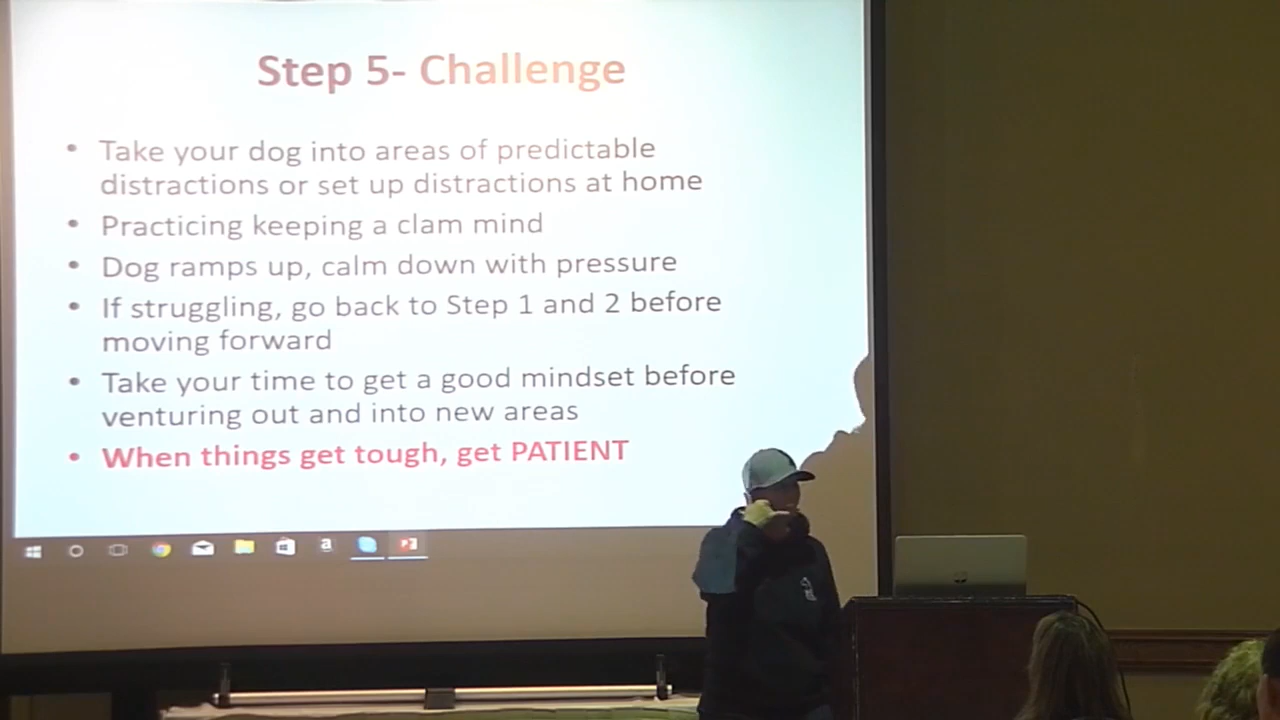 Step 5- Challenge
• Take your dog into areas of predictable
distractions or set up distractions at home
• Practicing keeping a clam mind
• Dog ramps up, calm down with pressure
• If struggling, go back to Step 1 and 2 before
moving forward
• Take your time to get a good mindset before
venturing out and into new areas
• When things get tough, get PATIENT